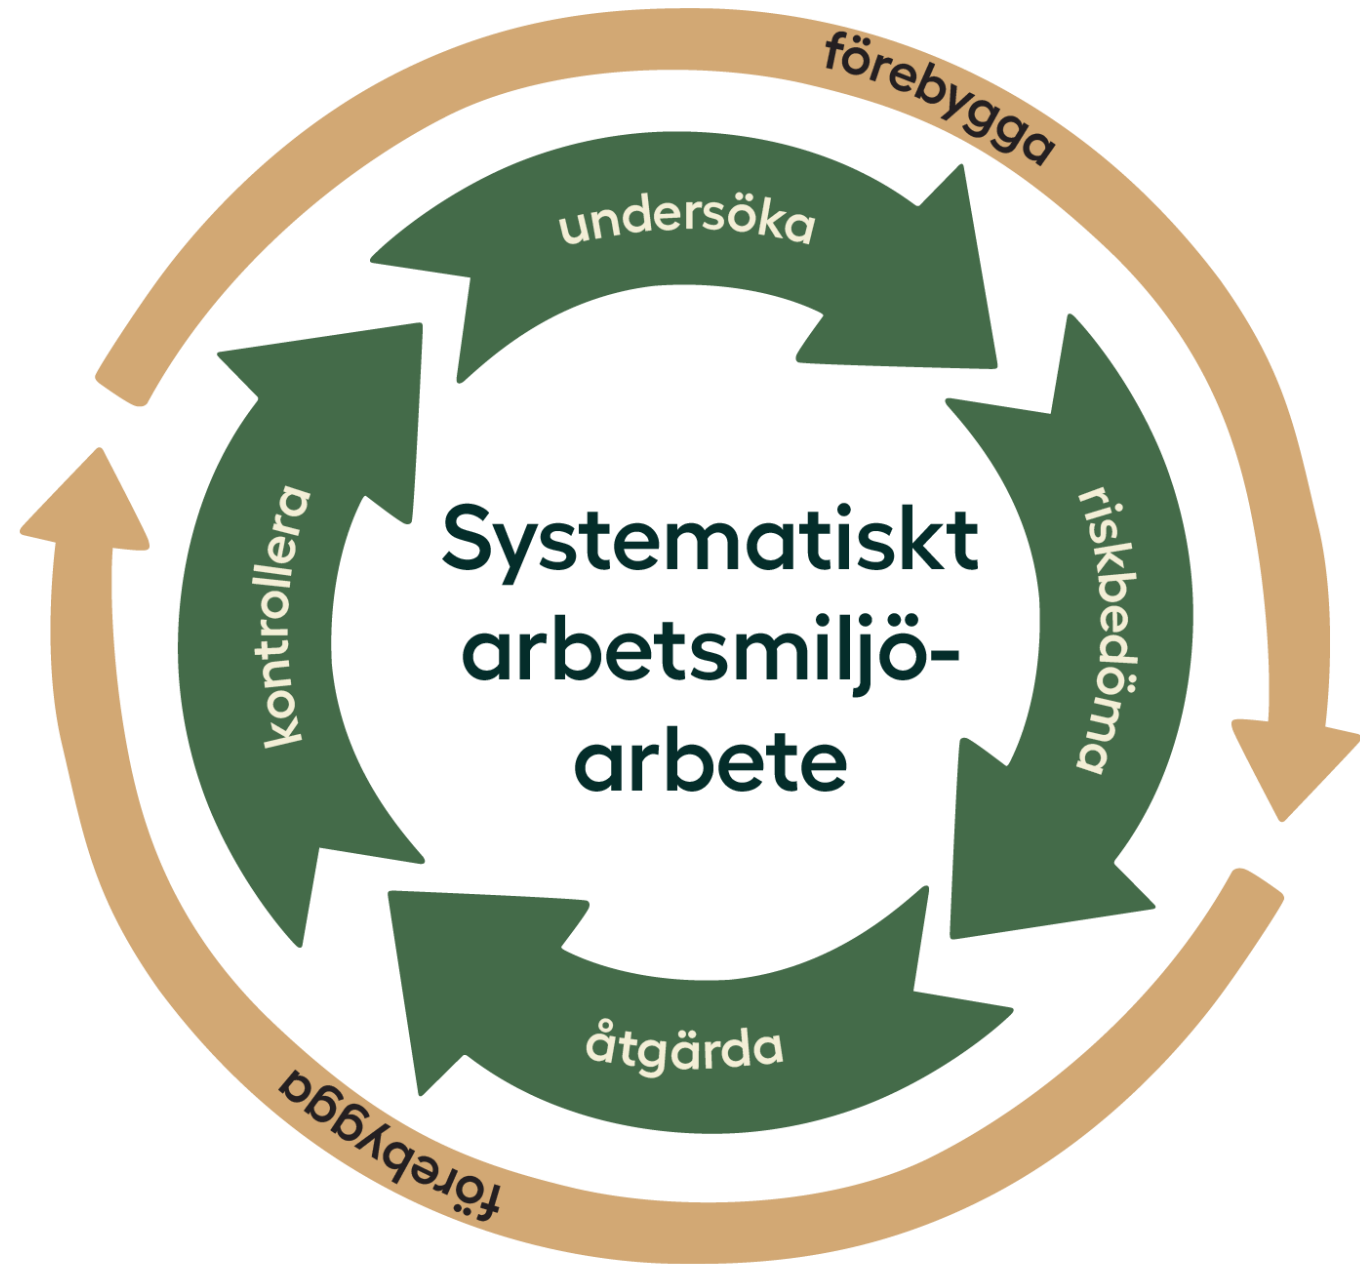 förebygga
undersöka
riskbedöma
åtgärda
kontrollera
Systematiskt
arbetsmiljö-
arbete
förebygga